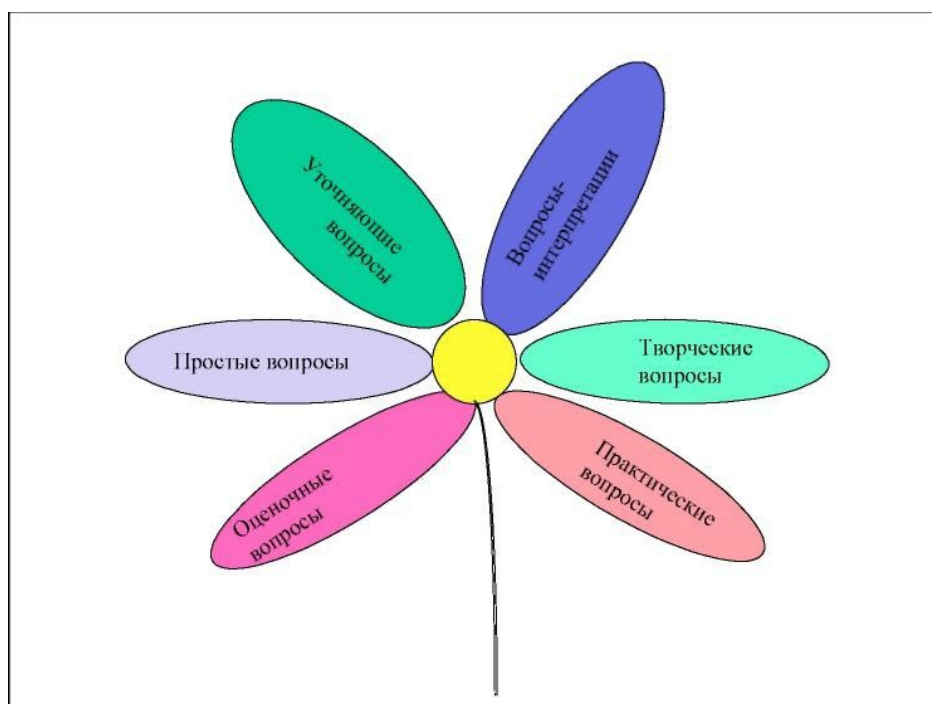 Уточняющие
вопросы
Вопросы-
интерпретации
Простые вопросы
Творческие
вопросы
Оценочные
вопросы
Практические
вопросы